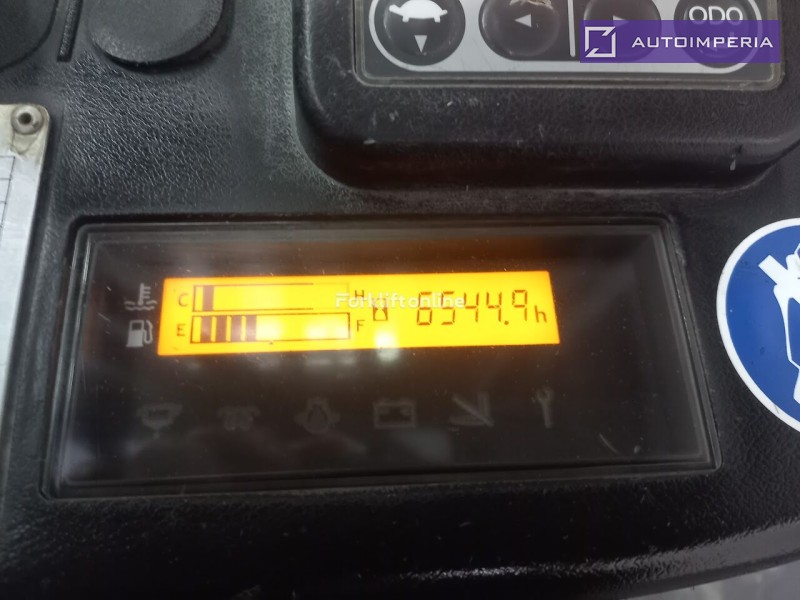 ODO
AUTOIMPERIA
C H
Forkliftonline
6544.9h
E F